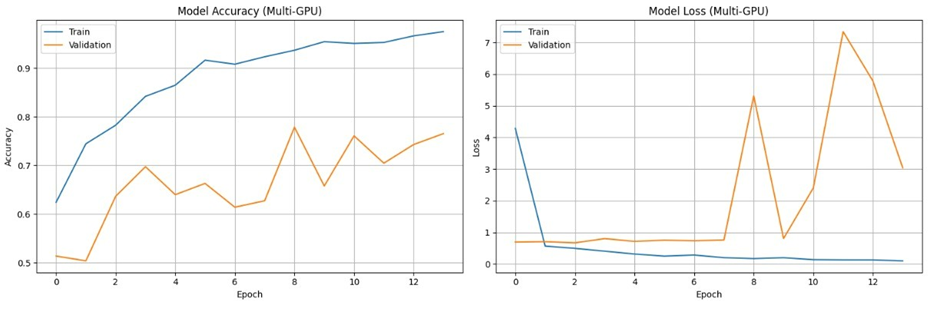 Model Accuracy (Multi-GPU)
Train
Validation
0.9
0.8
0.7
0.6
0.5
Accuracy
0 2 4 6 8 10 12
Epoch
Model Loss (Multi-GPU)
Train
Validation
7
6
5
4
3
2
1
0
Loss
0 2 4 6 8 10 12
Epoch